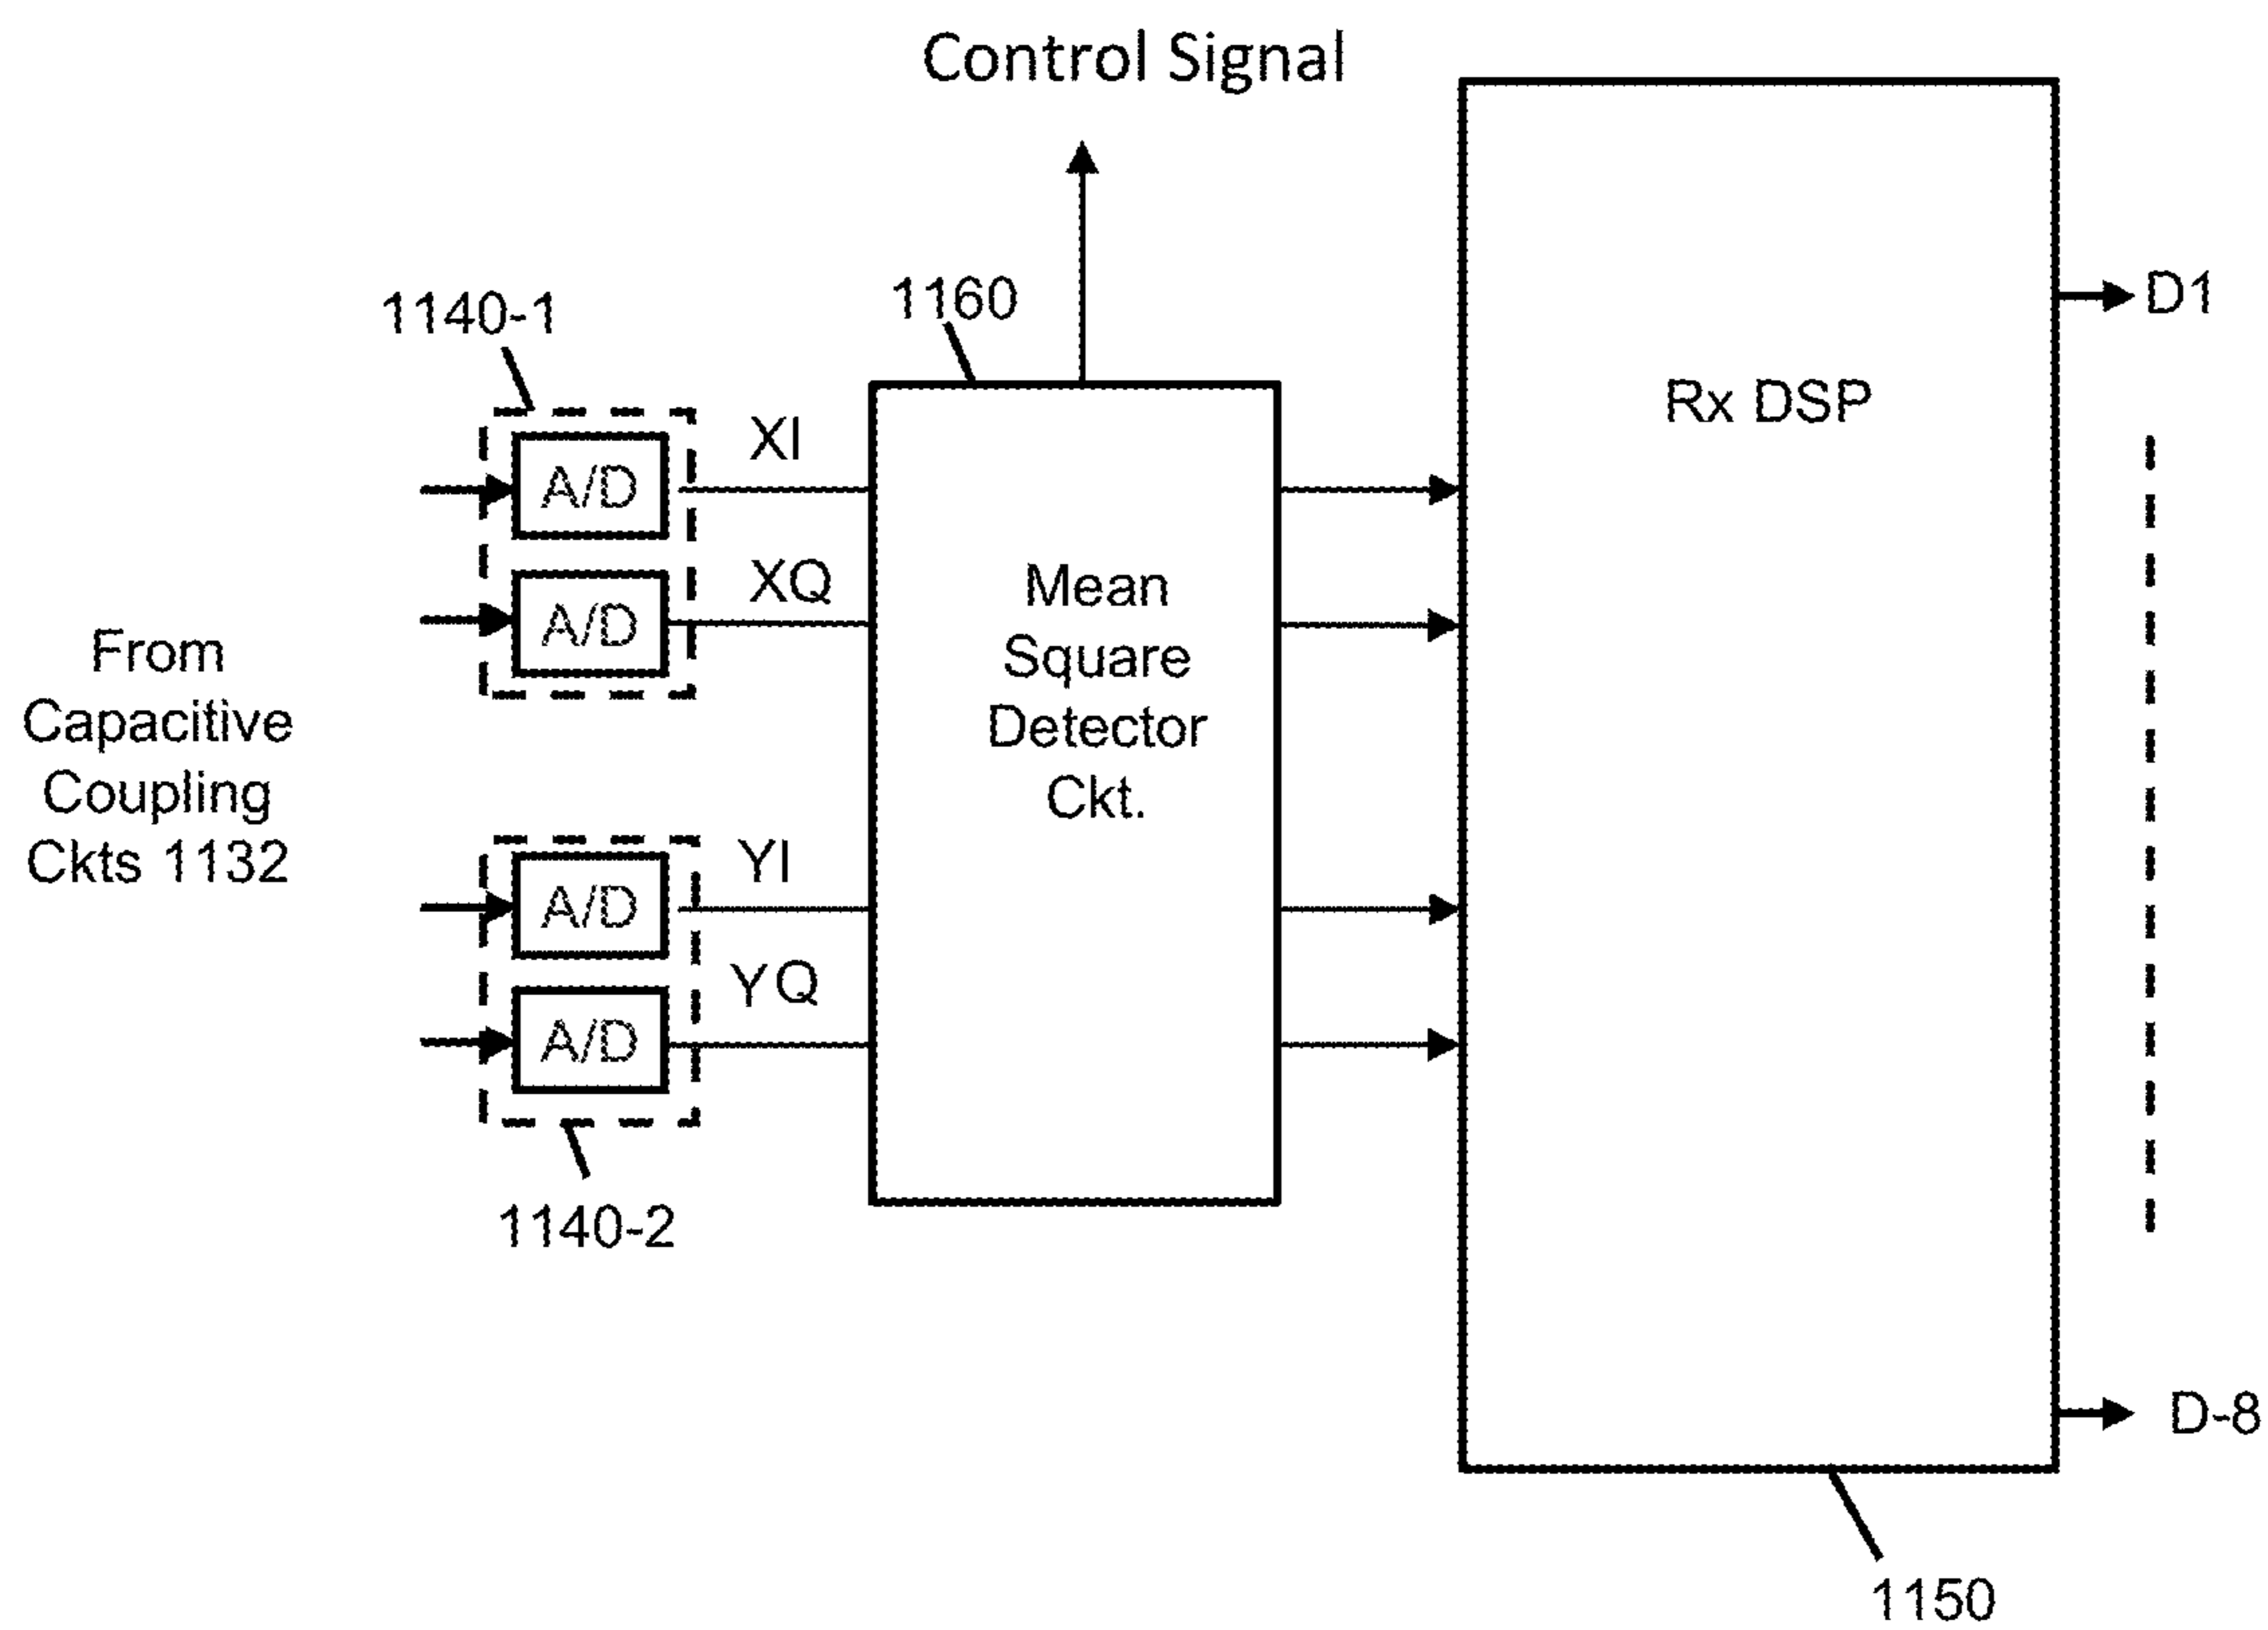 Control Signal
1140-1
1160
D1
Rx DSP
XI
A/D
XQ
A/D
Mean
Square
Detector
Ckt.
From
Capacitive
Coupling
Ckts 1132
YI
A/D
YQ
A/D
1140-2
D-8
1150